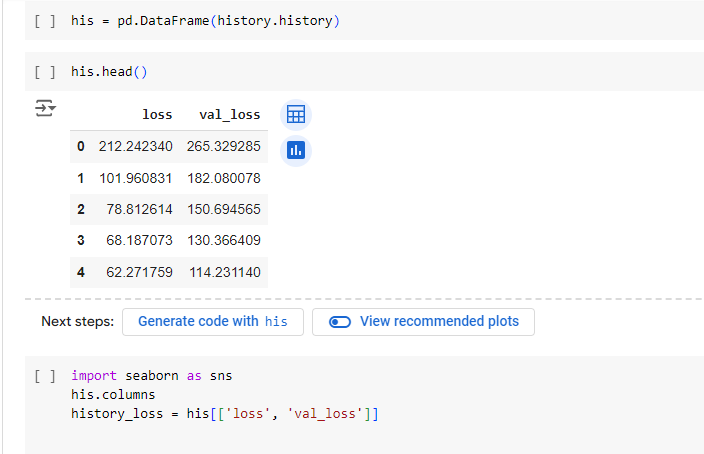 [ ] his = pd.DataFrame(history.history)
[ ] his.head()
loss val_loss
0 212.242340 265.329285
1 101.960831 182.080078
2 78.812614 150.694565
3 68.187073 130.366409
4 62.271759 114.231140
Next steps: Generate code with his View recommended plots
[ ] import seaborn as sns
his.columns
history_loss = his[['loss', 'val_loss']]